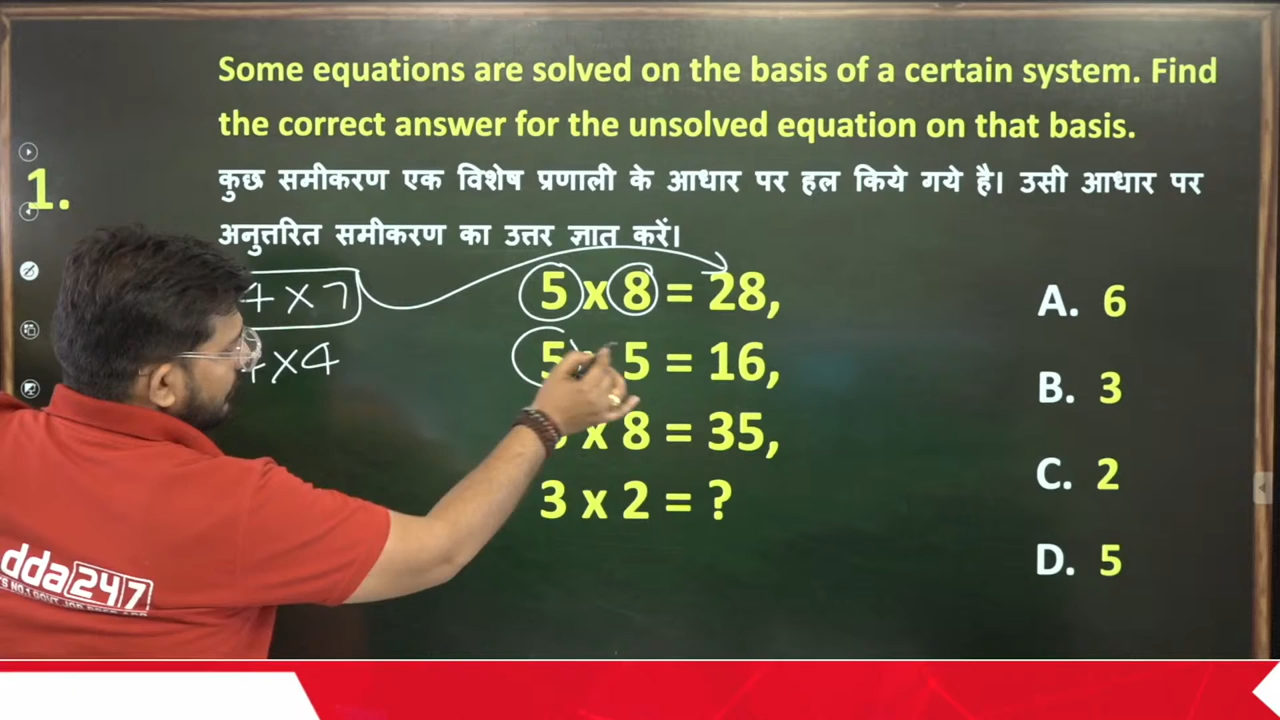 Some equations are solved on the basis of a certain system. Find
the correct answer for the unsolved equation on that basis.
1.
कुछ समीकरण एक विशेष प्रणाली के आधार पर हल किये गये है। उसी आधार पर
अनुत्तरित समीकरण का उत्तर ज्ञात करें।
4 x 7
x 4
5 x 8 = 28,
5 5 = 16,
x 8 = 35,
3 x 2 = ?
A. 6
B. 3
C. 2
D. 5
dda247